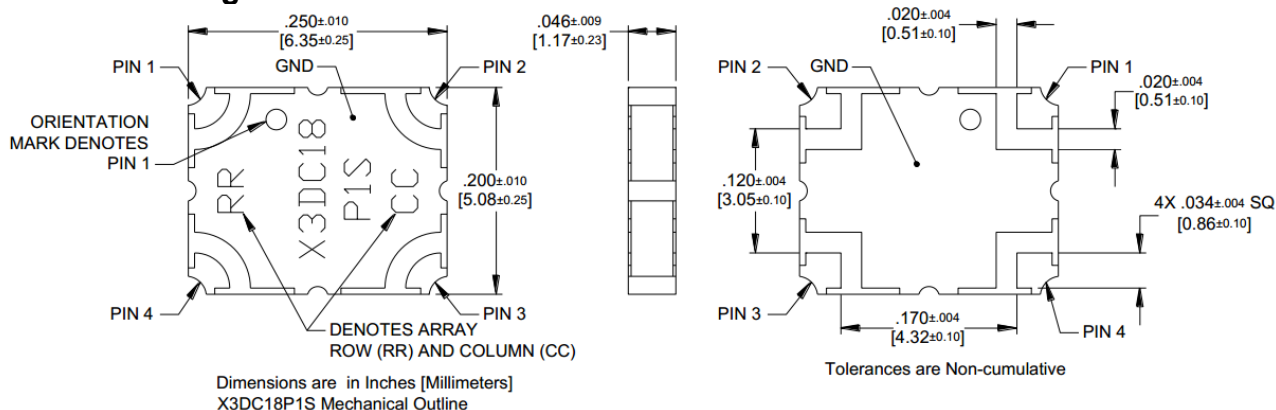 .250±.010
[6.35±0.25]
.046±.009
[1.17±0.23]
.020±.004
[0.51±0.10]
PIN 1
GND
PIN 2
PIN 2
GND
PIN 1
.020±.004
[0.51±0.10]
ORIENTATION
MARK DENOTES
PIN 1
RR
X3DC18
P1S
CC
.200±.010
[5.08±0.25]
.120±.004
[3.05±0.10]
4X .034±.004 SQ
[0.86±0.10]
PIN 4
PIN 3
PIN 3
PIN 4
.170±.004
[4.32±0.10]
DENOTES ARRAY
ROW (RR) AND COLUMN (CC)
Tolerances are Non-cumulative
Dimensions are in Inches [Millimeters]
X3DC18P1S Mechanical Outline